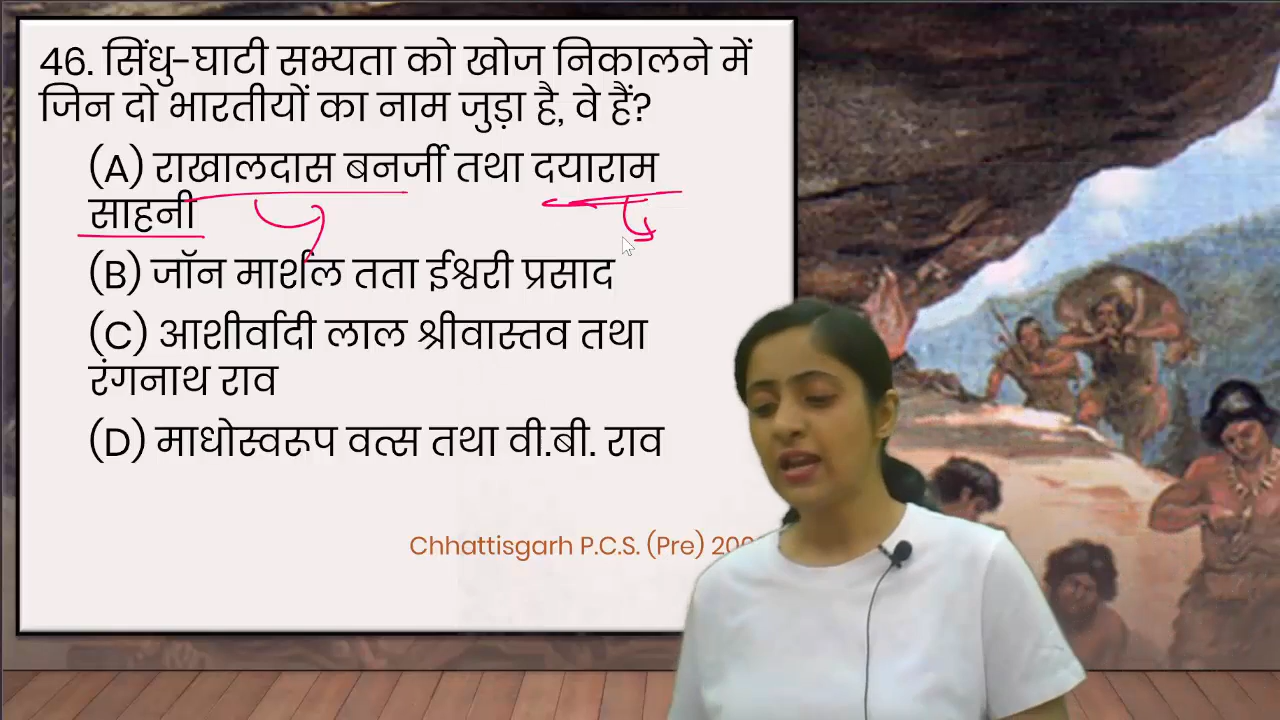 46. सिंधु-घाटी सभ्यता को खोज निकालने में
जिन दो भारतीयों का नाम जुड़ा है, वे हैं?
(A) राखालदास बनर्जी तथा दयाराम
साहनी
(B) जॉन मार्शल तता ईश्वरी प्रसाद
(C) आशीर्वादी लाल श्रीवास्तव तथा
रंगनाथ राव
(D) माधोस्वरूप वत्स तथा वी.बी. राव
Chhattisgarh P.C.S. (Pre)